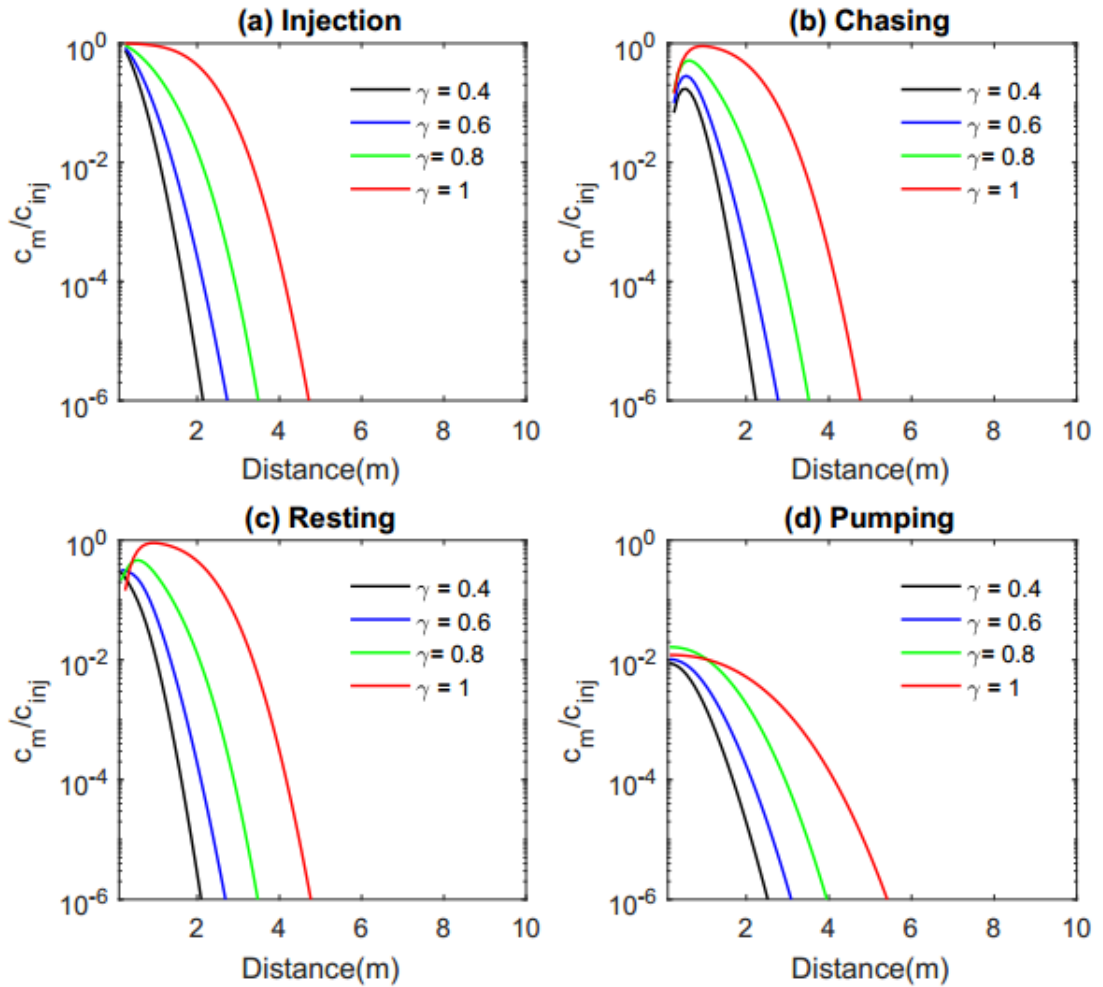 (a) Injection
10^0
10^-2
10^-4
10^-6
c_m/c_inj
γ = 0.4
γ = 0.6
γ = 0.8
γ = 1
2 4 6 8 10
Distance(m)
(b) Chasing
10^0
10^-2
10^-4
10^-6
c_m/c_inj
γ = 0.4
γ = 0.6
γ= 0.8
γ = 1
2 4 6 8 10
Distance(m)
(c) Resting
10^0
10^-2
10^-4
10^-6
c_m/c_inj
γ = 0.4
γ = 0.6
γ= 0.8
γ = 1
2 4 6 8 10
Distance(m)
(d) Pumping
10^0
10^-2
10^-4
10^-6
c_m/c_inj
γ = 0.4
γ = 0.6
γ= 0.8
γ = 1
2 4 6 8 10
Distance(m)